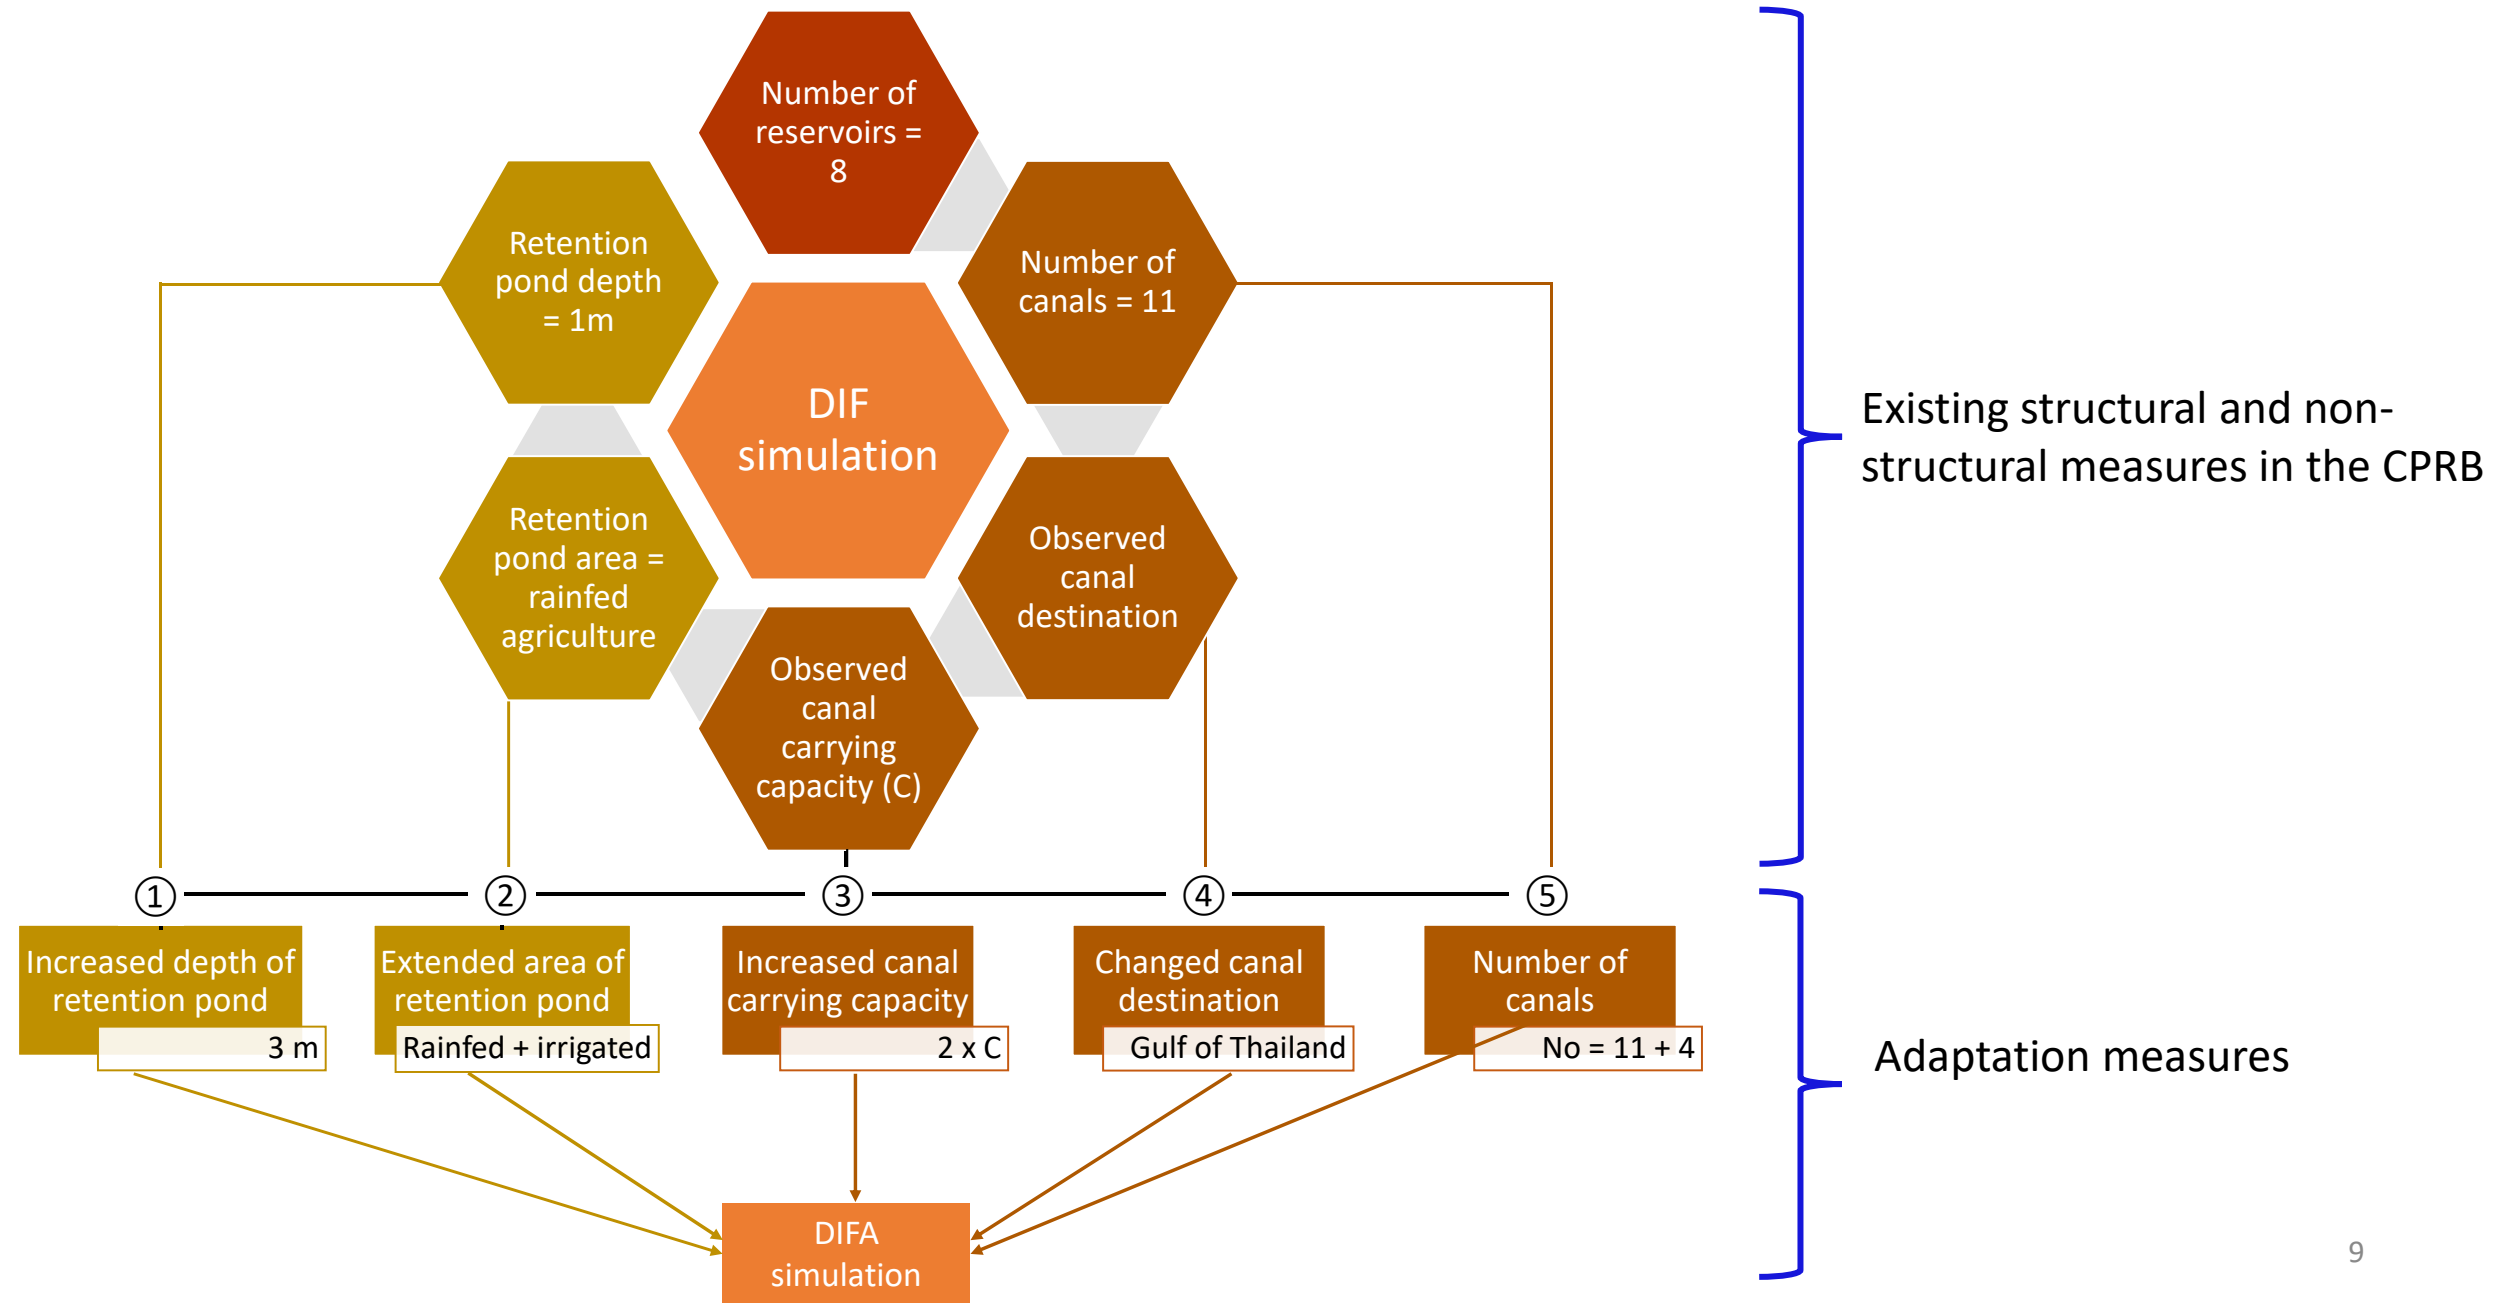 Number of
reservoirs =
8
Retention
pond depth
= 1m
Number of
canals = 11
DIF
simulation
Retention
pond area =
rainfed
agriculture
Observed
canal
destination
Observed
canal
carrying
capacity (C)
Existing structural and non-
structural measures in the CPRB
1
2
3
4
5
Increased depth of
retention pond
3 m
Extended area of
retention pond
Rainfed + irrigated
Increased canal
carrying capacity
2 x C
Changed canal
destination
Gulf of Thailand
Number of
canals
No = 11 + 4
Adaptation measures
DIFA
simulation
9